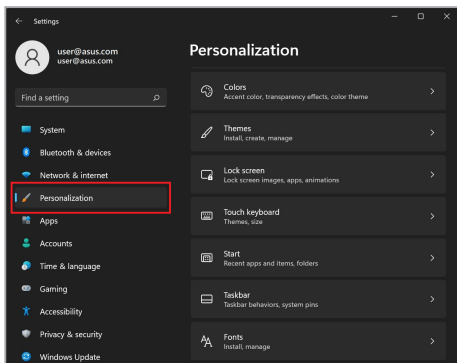 Settings
user@asus.com
user@asus.com
Find a setting
System
Bluetooth & devices
Network & internet
Personalization
Apps
Accounts
Time & language
Gaming
Accessibility
Privacy & security
Windows Update
Personalization
Colors
Accent color, transparency effects, color theme
Themes
Install, create, manage
Lock screen
Lock screen images, apps, animations
Touch keyboard
Themes, size
Start
Recent apps and items, folders
Taskbar
Taskbar behaviors, system pins
Fonts
Install, manage